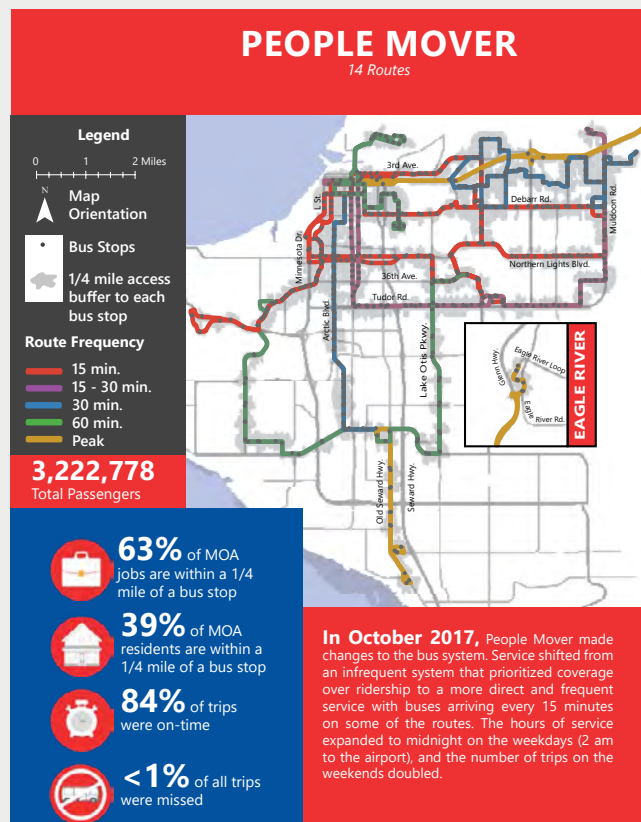 PEOPLE MOVER
14 Routes
Legend
0 1 2 Miles
N
Map
Orientation
Bus Stops
1/4 mile access
buffer to each
bus stop
Route Frequency
15 min.
15 - 30 min.
30 min.
60 min.
Peak
3rd Ave.
L St.
Debarr Rd.
Muldoon Rd.
Minnesota Dr.
Northern Lights Blvd.
36th Ave.
Tudor Rd.
Arctic Blvd.
Lake Otis Pkwy.
Glenn Hwy.
Eagle River Loop
Eagle
River Rd.
EAGLE RIVER
Old Seward Hwy.
Seward Hwy.
3,222,778
Total Passengers
63% of MOA
jobs are within a 1/4
mile of a bus stop
39% of MOA
residents are within a
1/4 mile of a bus stop
84% of trips
were on-time
<1% of all trips
were missed
In October 2017, People Mover made
changes to the bus system. Service shifted from
an infrequent system that prioritized coverage
over ridership to a more direct and frequent
service with buses arriving every 15 minutes
on some of the routes. The hours of service
expanded to midnight on the weekdays (2 am
to the airport), and the number of trips on the
weekends doubled.